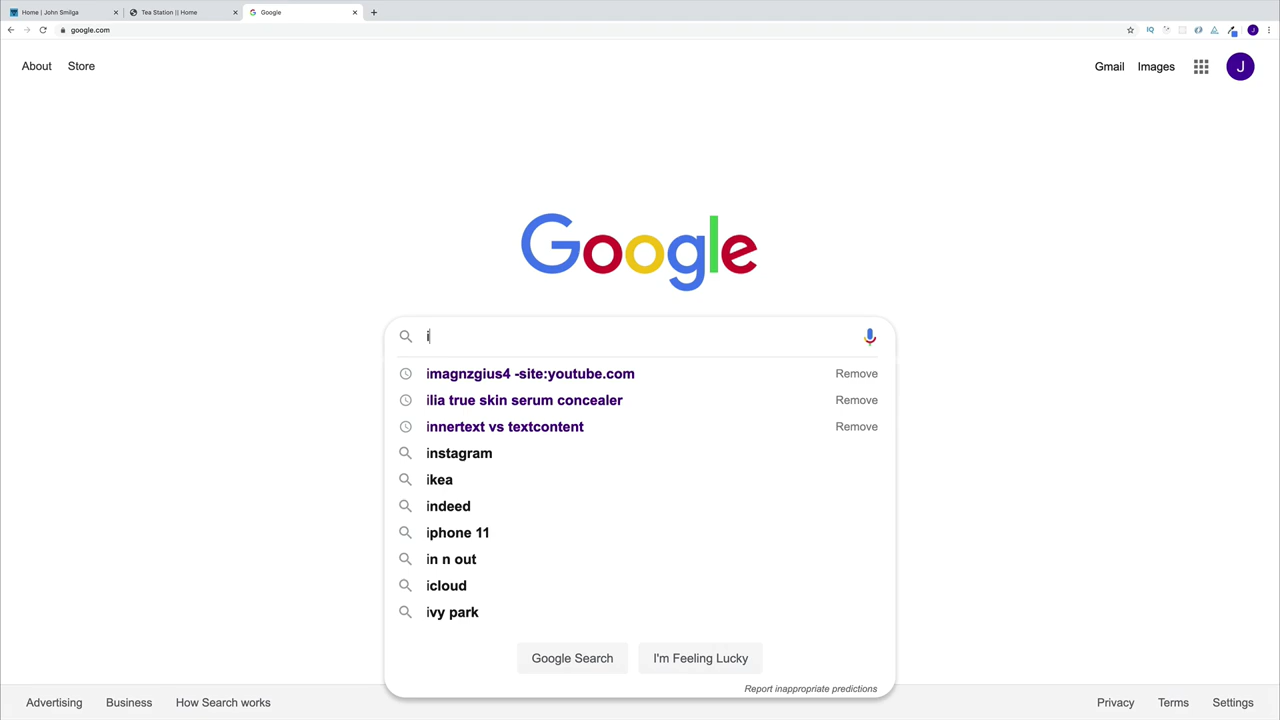 Home | John Smilga
Tea Station || Home
Google
google.com
About Store
Gmail Images J
Google
i
imagnzgius4 -site:youtube.com Remove
ilia true skin serum concealer Remove
innertext vs textcontent Remove
instagram
ikea
indeed
iphone 11
in n out
icloud
ivy park
Google Search I'm Feeling Lucky
Report inappropriate predictions
Advertising Business How Search works
Privacy Terms Settings